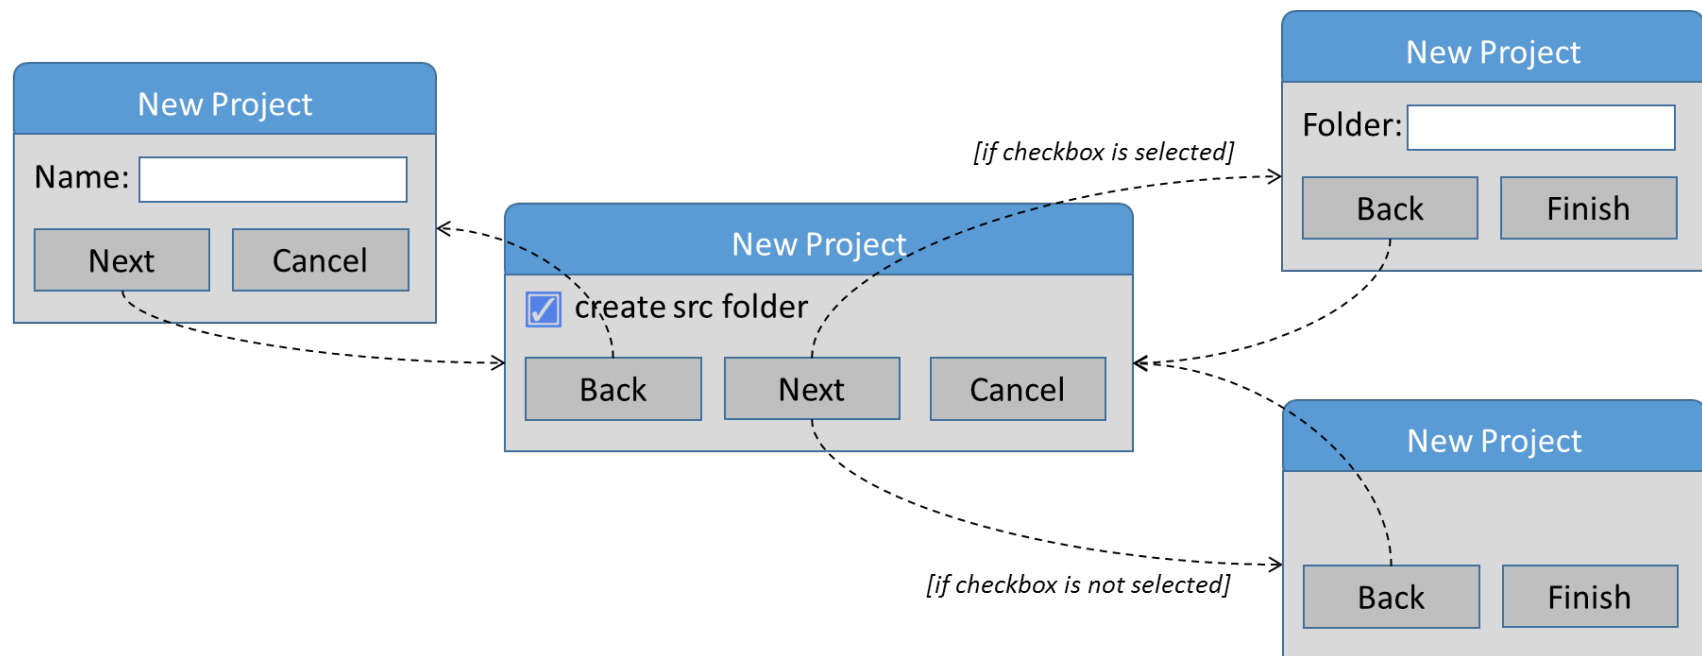 New Project
Name:
Next
Cancel
New Project
create src folder
Back
Next
Cancel
[if checkbox is selected]
[if checkbox is not selected]
New Project
Folder:
Back
Finish
New Project
Back
Finish